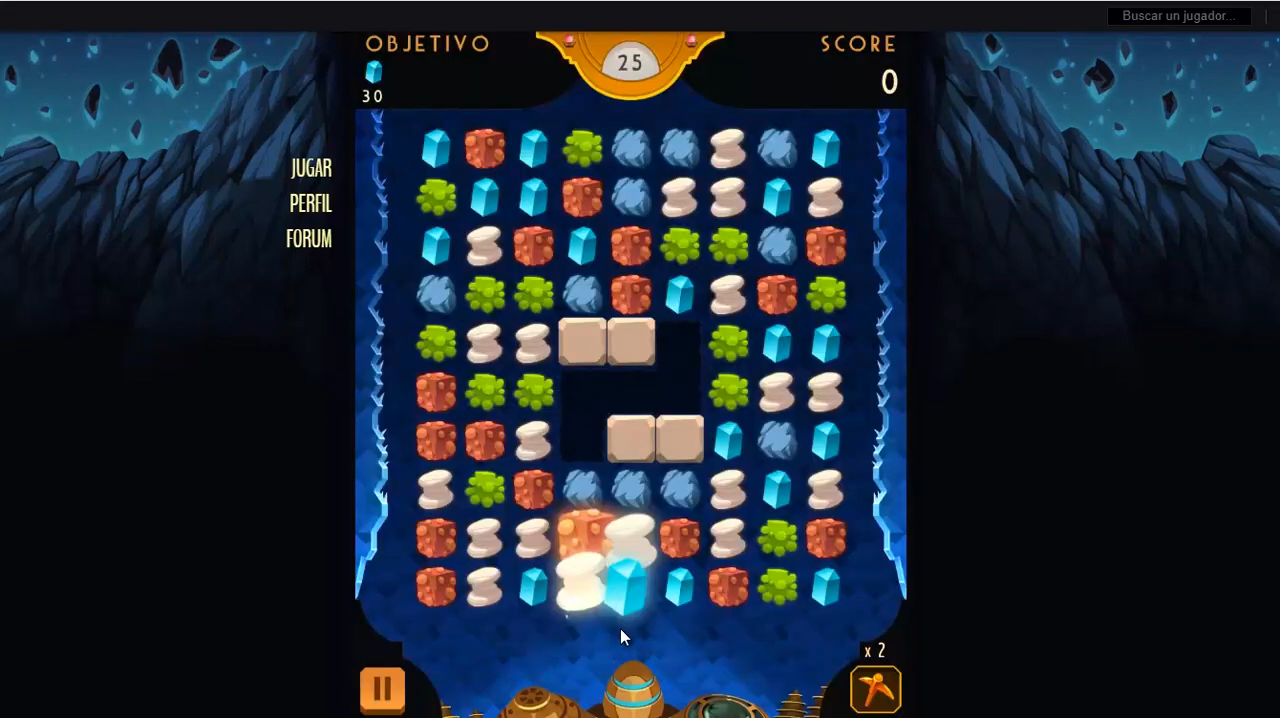 Buscar un jugador...
OBJETIVO
25
SCORE
30
0
JUGAR
PERFIL
FORUM
x 2